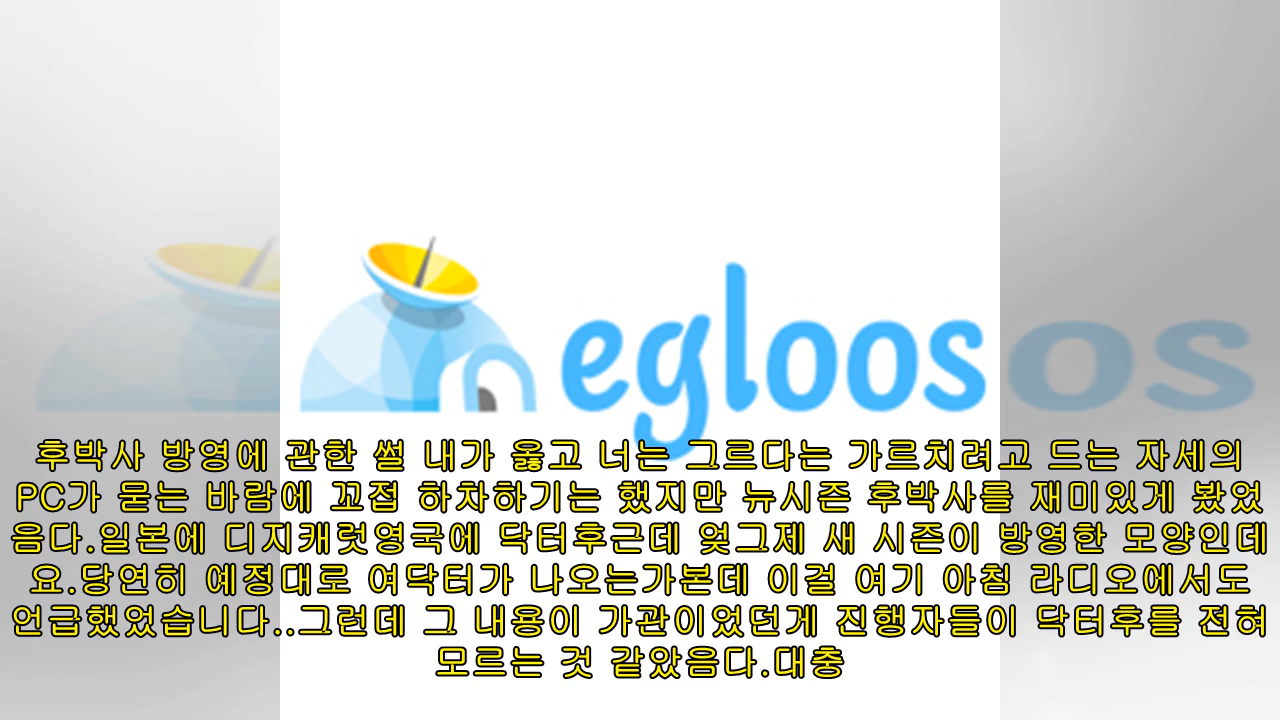 egloos
os
후박사 방영에 관한 썰 내가 옳고 너는 그르다는 가르치려고 드는 자세의
PC가 묻는 바람에 꼬접 하차하기는 했지만 뉴시즌 후박사를 재미있게 봤었
음다.일본에 디지캐럿영국에 닥터후근데 엊그제 새 시즌이 방영한 모양인데
요.당연히 예정대로 여닥터가 나오는가본데 이걸 여기 아침 라디오에서도
언급했었습니다..그런데 그 내용이 가관이었던게 진행자들이 닥터후를 전혀
모르는 것 같았음다.대충